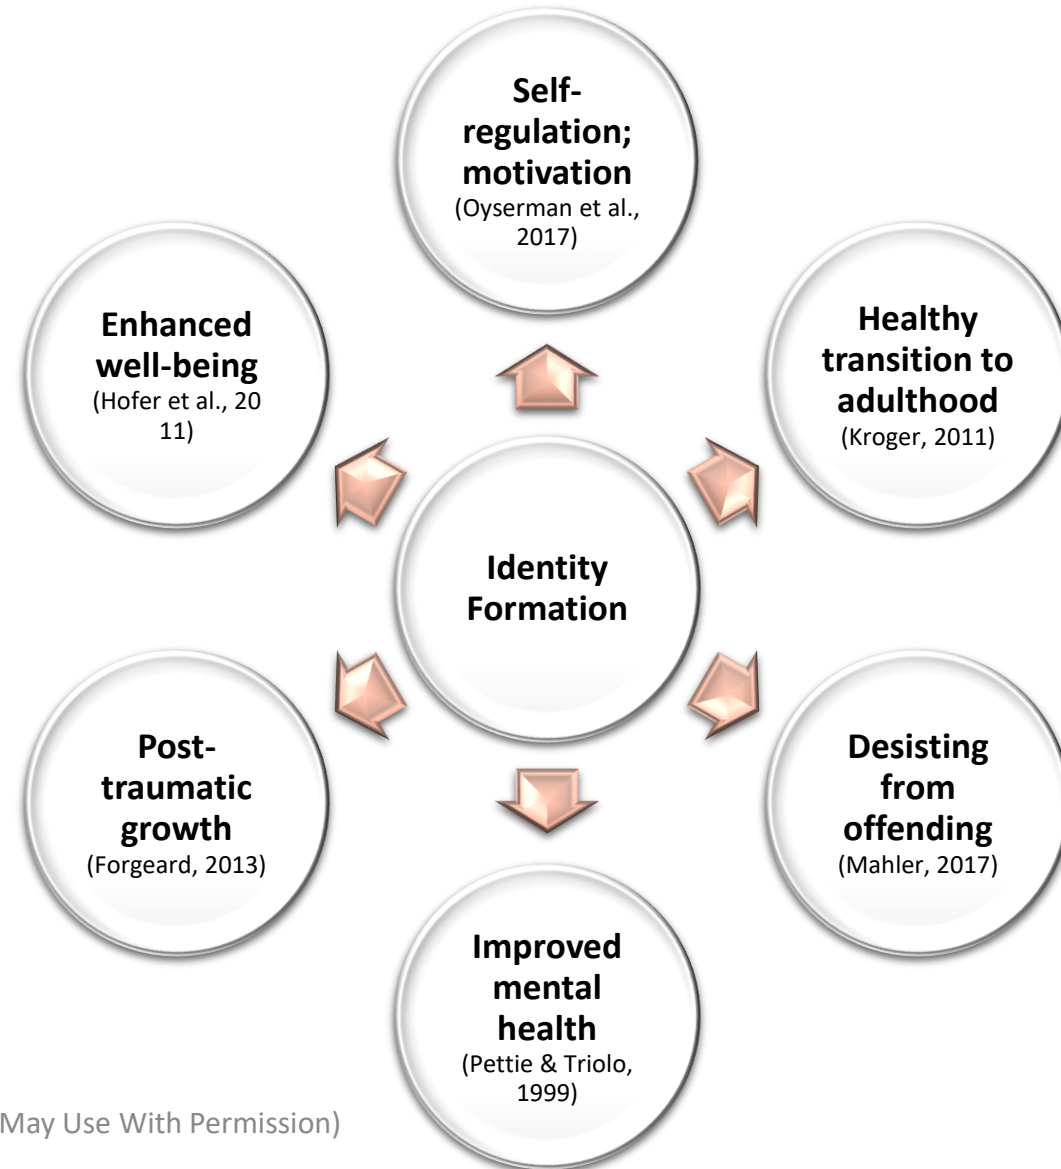 Self-
regulation;
motivation
(Oyserman et al.,
2017)
Enhanced
well-being
(Hofer et al., 20
11)
Healthy
transition to
adulthood
(Kroger, 2011)
Identity
Formation
Post-
traumatic
growth
(Forgeard, 2013)
Desisting
from
offending
(Mahler, 2017)
Improved
mental
health
(Pettie & Triolo,
1999)
May Use With Permission)